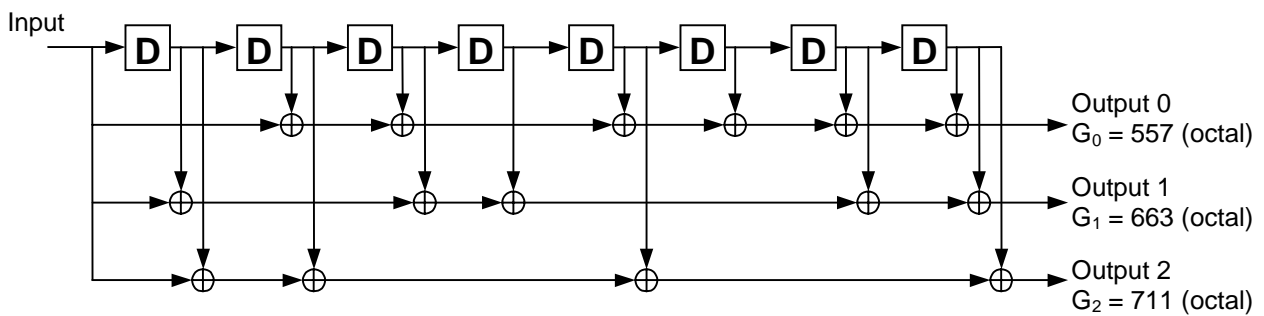 Input
D D D D D D D D
Output 0
G₀ = 557 (octal)
Output 1
G₁ = 663 (octal)
Output 2
G₂ = 711 (octal)